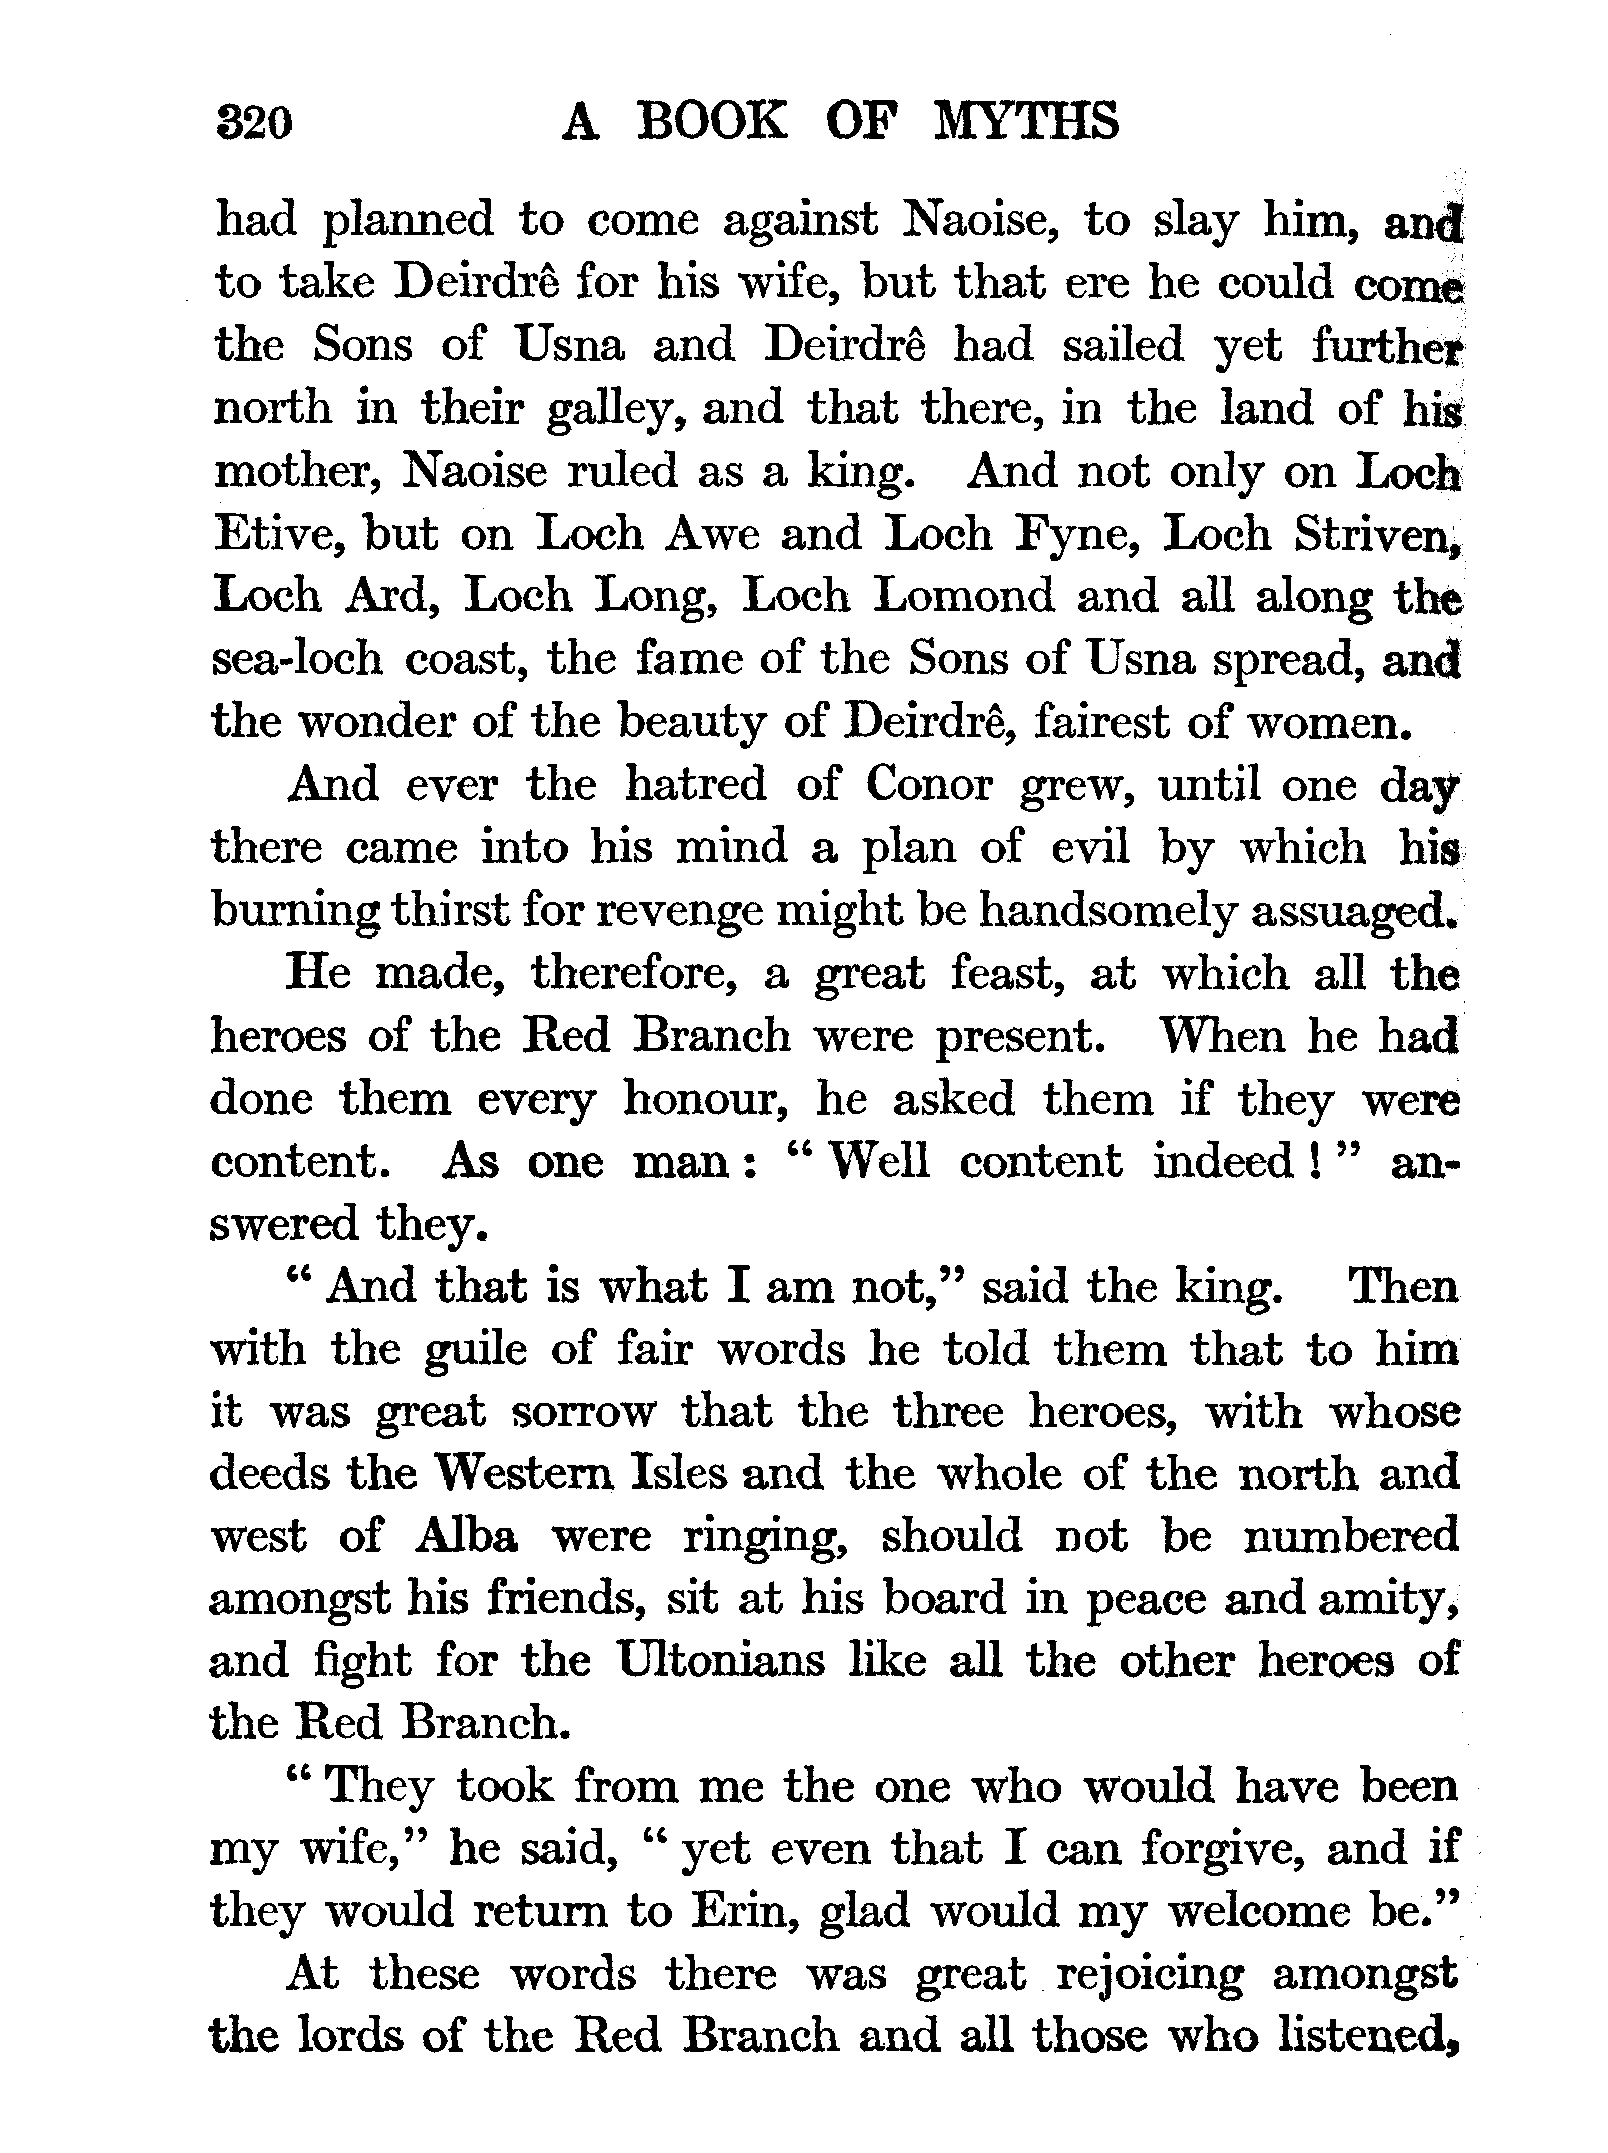 320 A BOOK OF MYTHS
had planned to come against Naoise, to slay him, and
to take Deirdrê for his wife, but that ere he could come
the Sons of Usna and Deirdrê had sailed yet further
north in their galley, and that there, in the land of his
mother, Naoise ruled as a king. And not only on Loch
Etive, but on Loch Awe and Loch Fyne, Loch Striven,
Loch Ard, Loch Long, Loch Lomond and all along the
sea-loch coast, the fame of the Sons of Usna spread, and
the wonder of the beauty of Deirdrê, fairest of women.
And ever the hatred of Conor grew, until one day
there came into his mind a plan of evil by which his
burning thirst for revenge might be handsomely assuaged.
He made, therefore, a great feast, at which all the
heroes of the Red Branch were present. When he had
done them every honour, he asked them if they were
content. As one man : “ Well content indeed ! ” an-
swered they.
“ And that is what I am not,” said the king. Then
with the guile of fair words he told them that to him
it was great sorrow that the three heroes, with whose
deeds the Western Isles and the whole of the north and
west of Alba were ringing, should not be numbered
amongst his friends, sit at his board in peace and amity,
and fight for the Ultonians like all the other heroes of
the Red Branch.
“ They took from me the one who would have been
my wife,” he said, “ yet even that I can forgive, and if
they would return to Erin, glad would my welcome be.”
At these words there was great rejoicing amongst
the lords of the Red Branch and all those who listened,